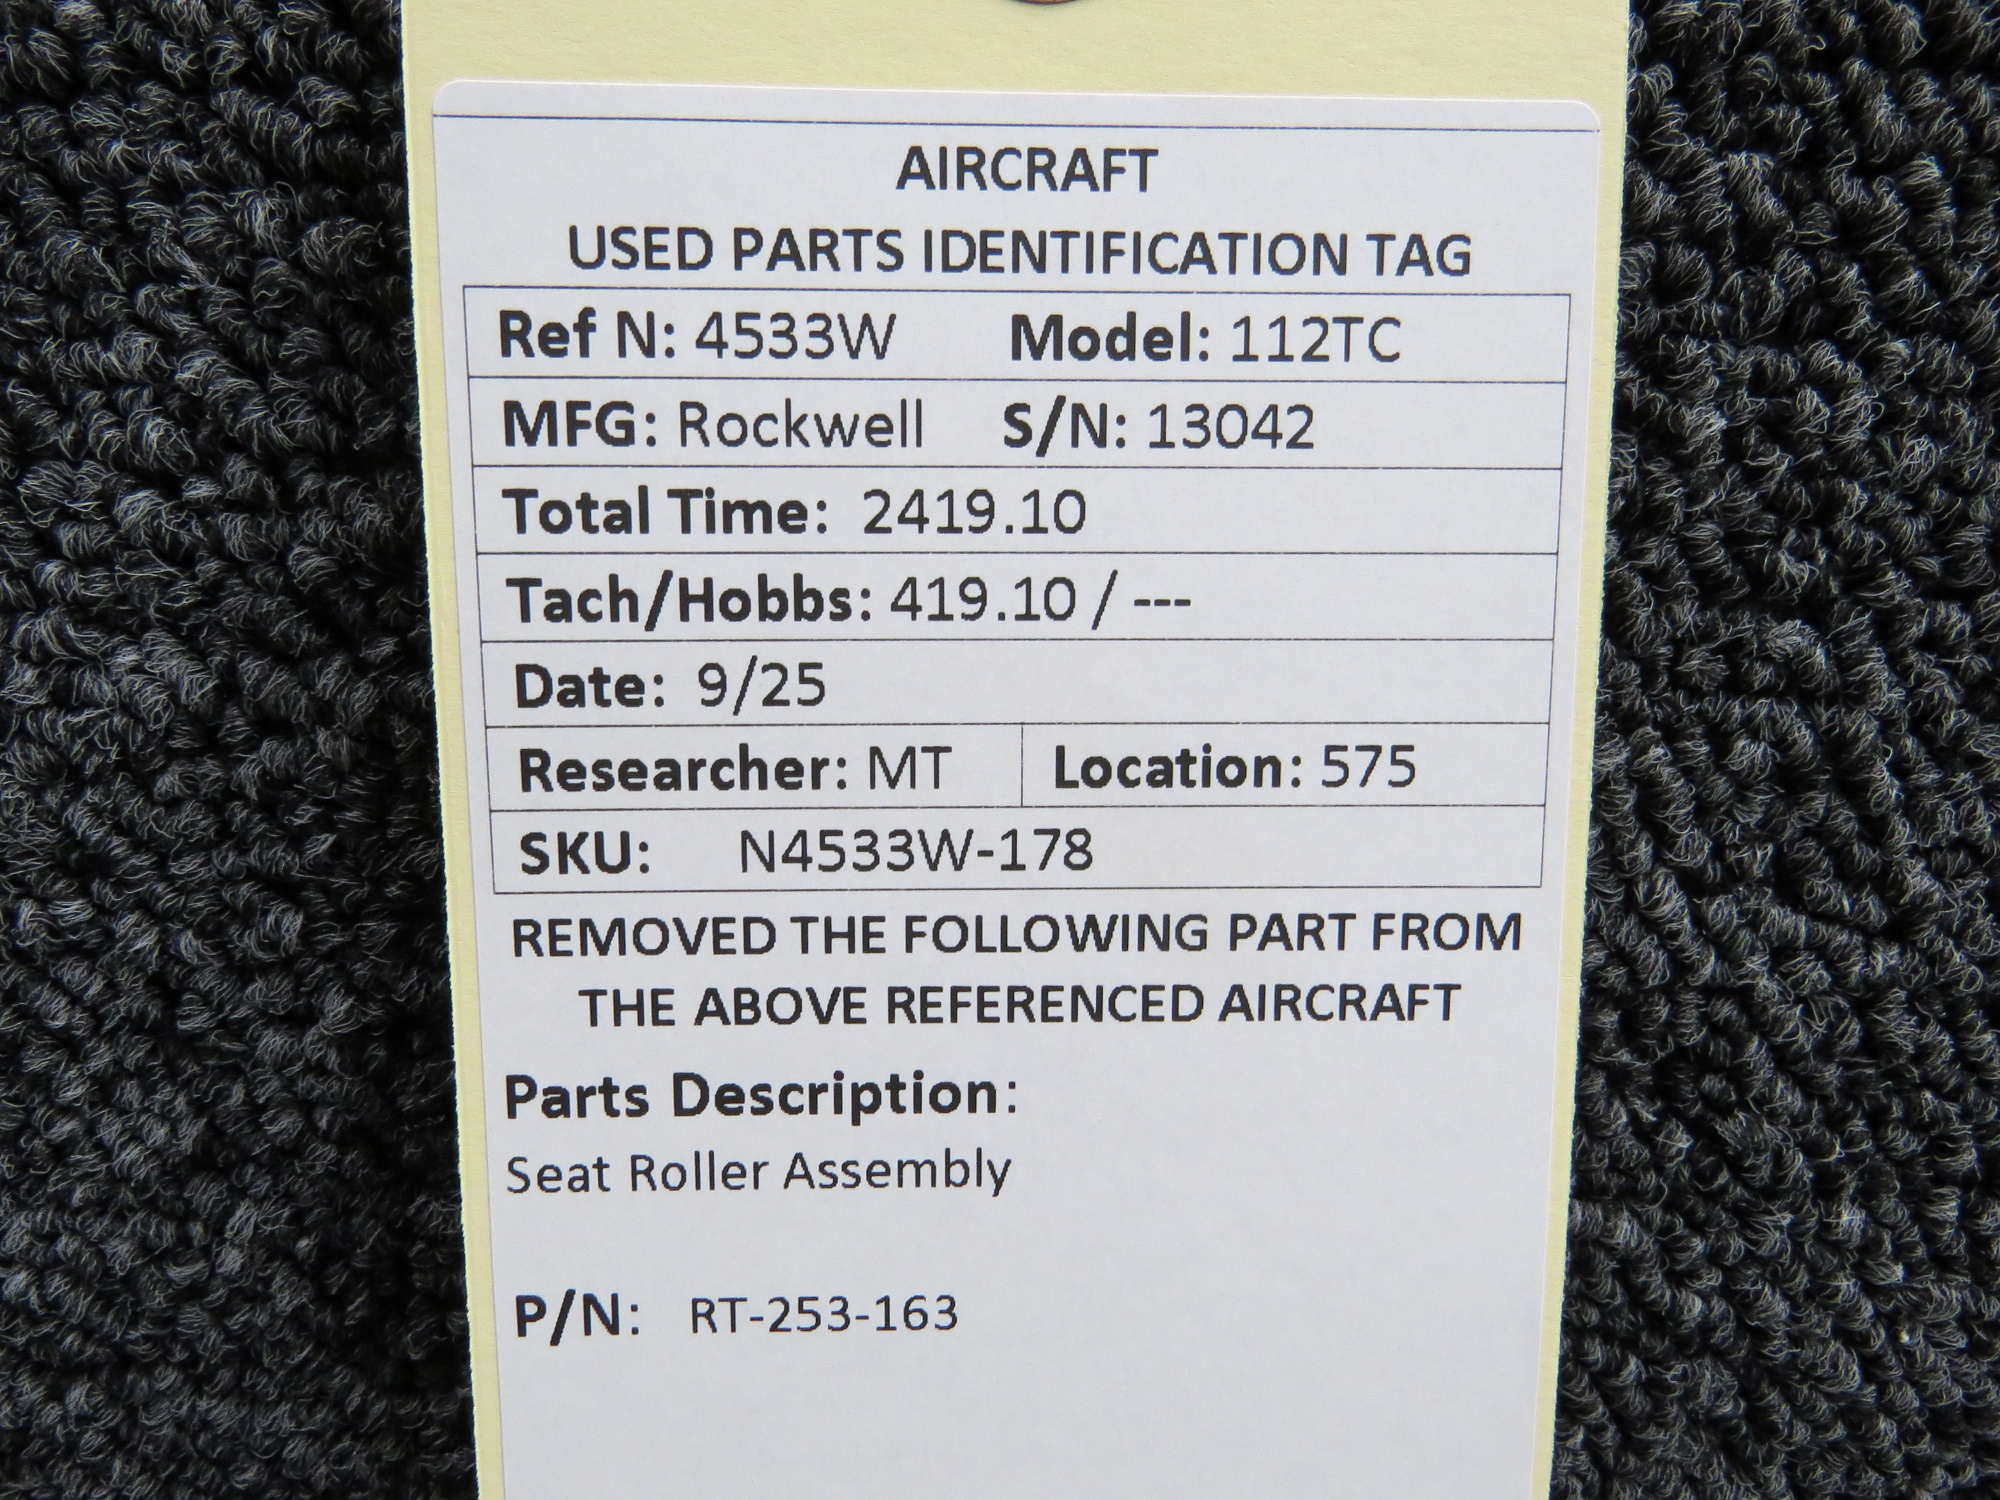 AIRCRAFT
USED PARTS IDENTIFICATION TAG
Ref N: 4533W Model: 112TC
MFG: Rockwell S/N: 13042
Total Time: 2419.10
Tach/Hobbs: 419.10 / ---
Date: 9/25
Researcher: MT Location: 575
SKU: N4533W-178
REMOVED THE FOLLOWING PART FROM
THE ABOVE REFERENCED AIRCRAFT
Parts Description:
Seat Roller Assembly
P/N: RT-253-163